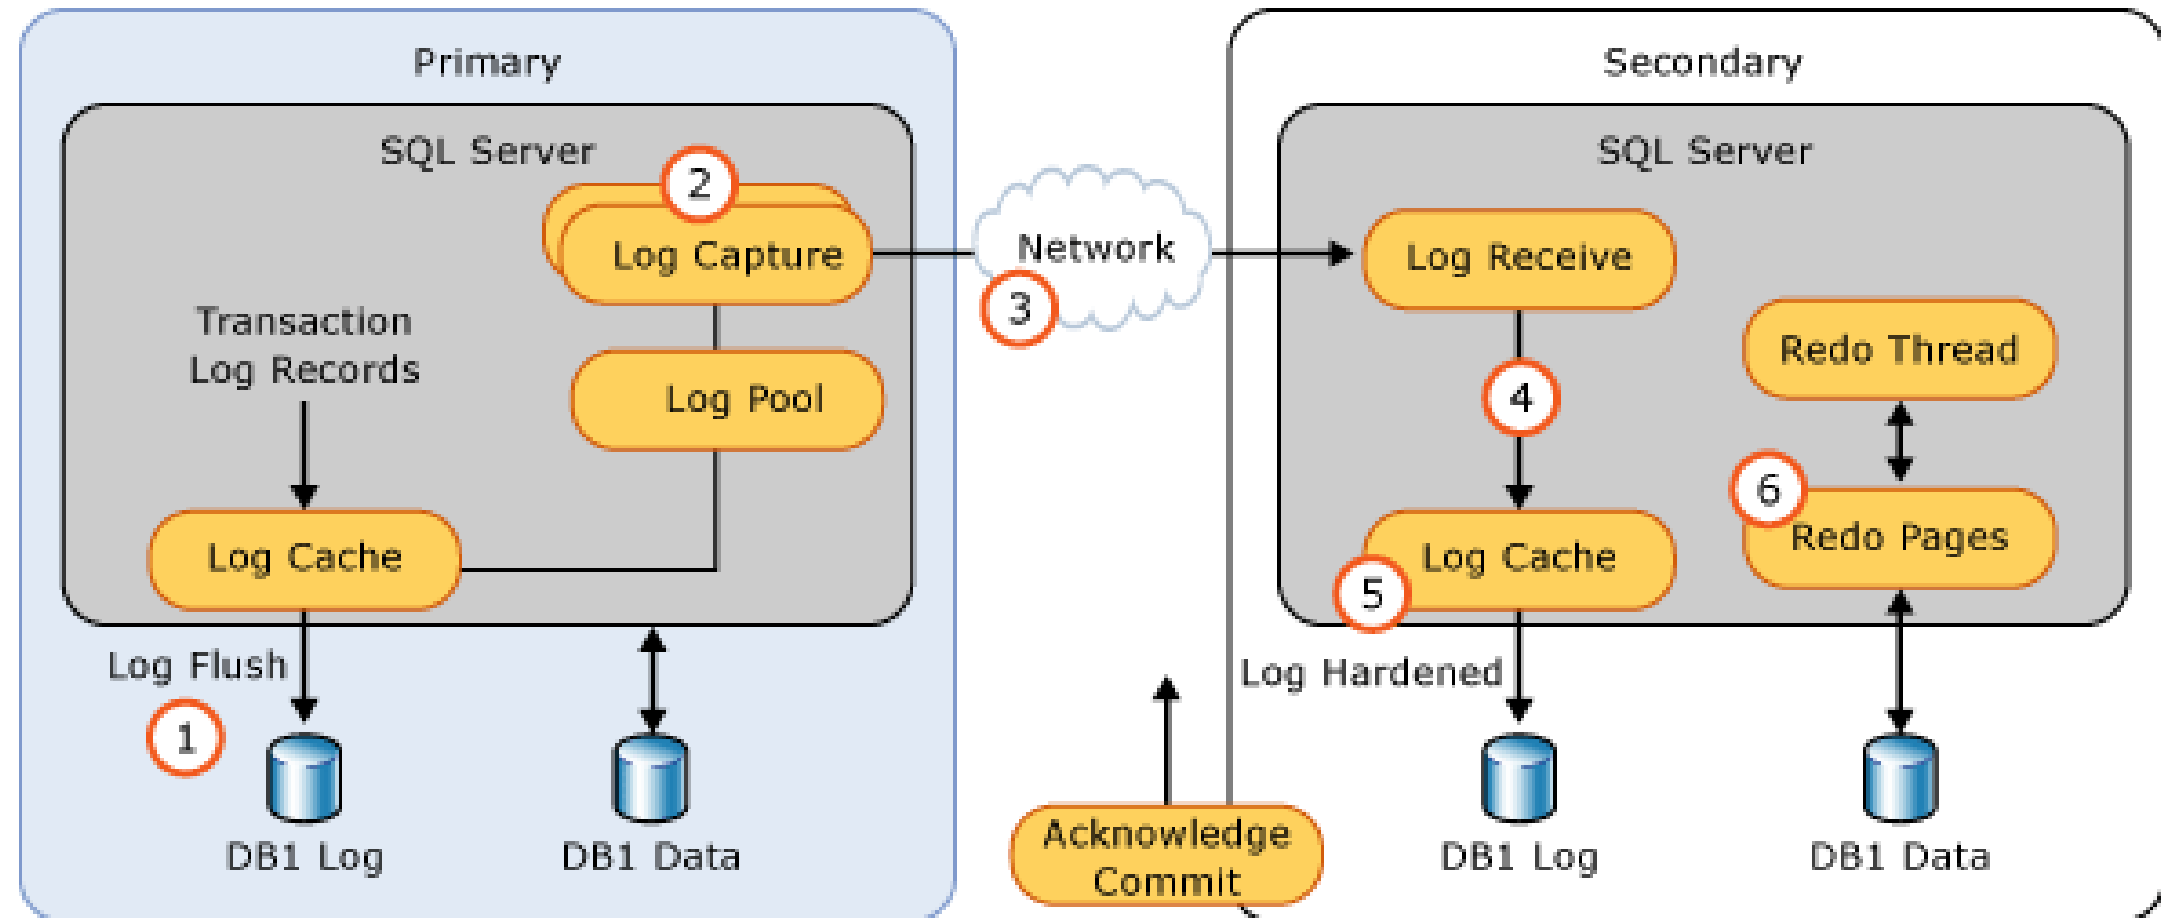 Primary
SQL Server
2
Log Capture
Transaction
Log Records
Log Pool
Log Cache
Log Flush
1
DB1 Log
DB1 Data
Network
3
Acknowledge
Commit
Secondary
SQL Server
Log Receive
4
Redo Thread
6
Redo Pages
Log Cache
5
Log Hardened
DB1 Log
DB1 Data